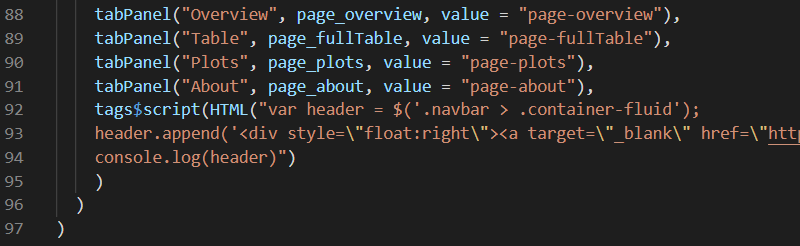 88 tabPanel("Overview", page_overview, value = "page-overview"),
89 tabPanel("Table", page_fullTable, value = "page-fullTable"),
90 tabPanel("Plots", page_plots, value = "page-plots"),
91 tabPanel("About", page_about, value = "page-about"),
92 tags$script(HTML("var header = $('.navbar > .container-fluid');
93 header.append('<div style=\"float:right\"><a target=\"_blank\" href=\"http
94 console.log(header)")
95 )
96 )
97 )